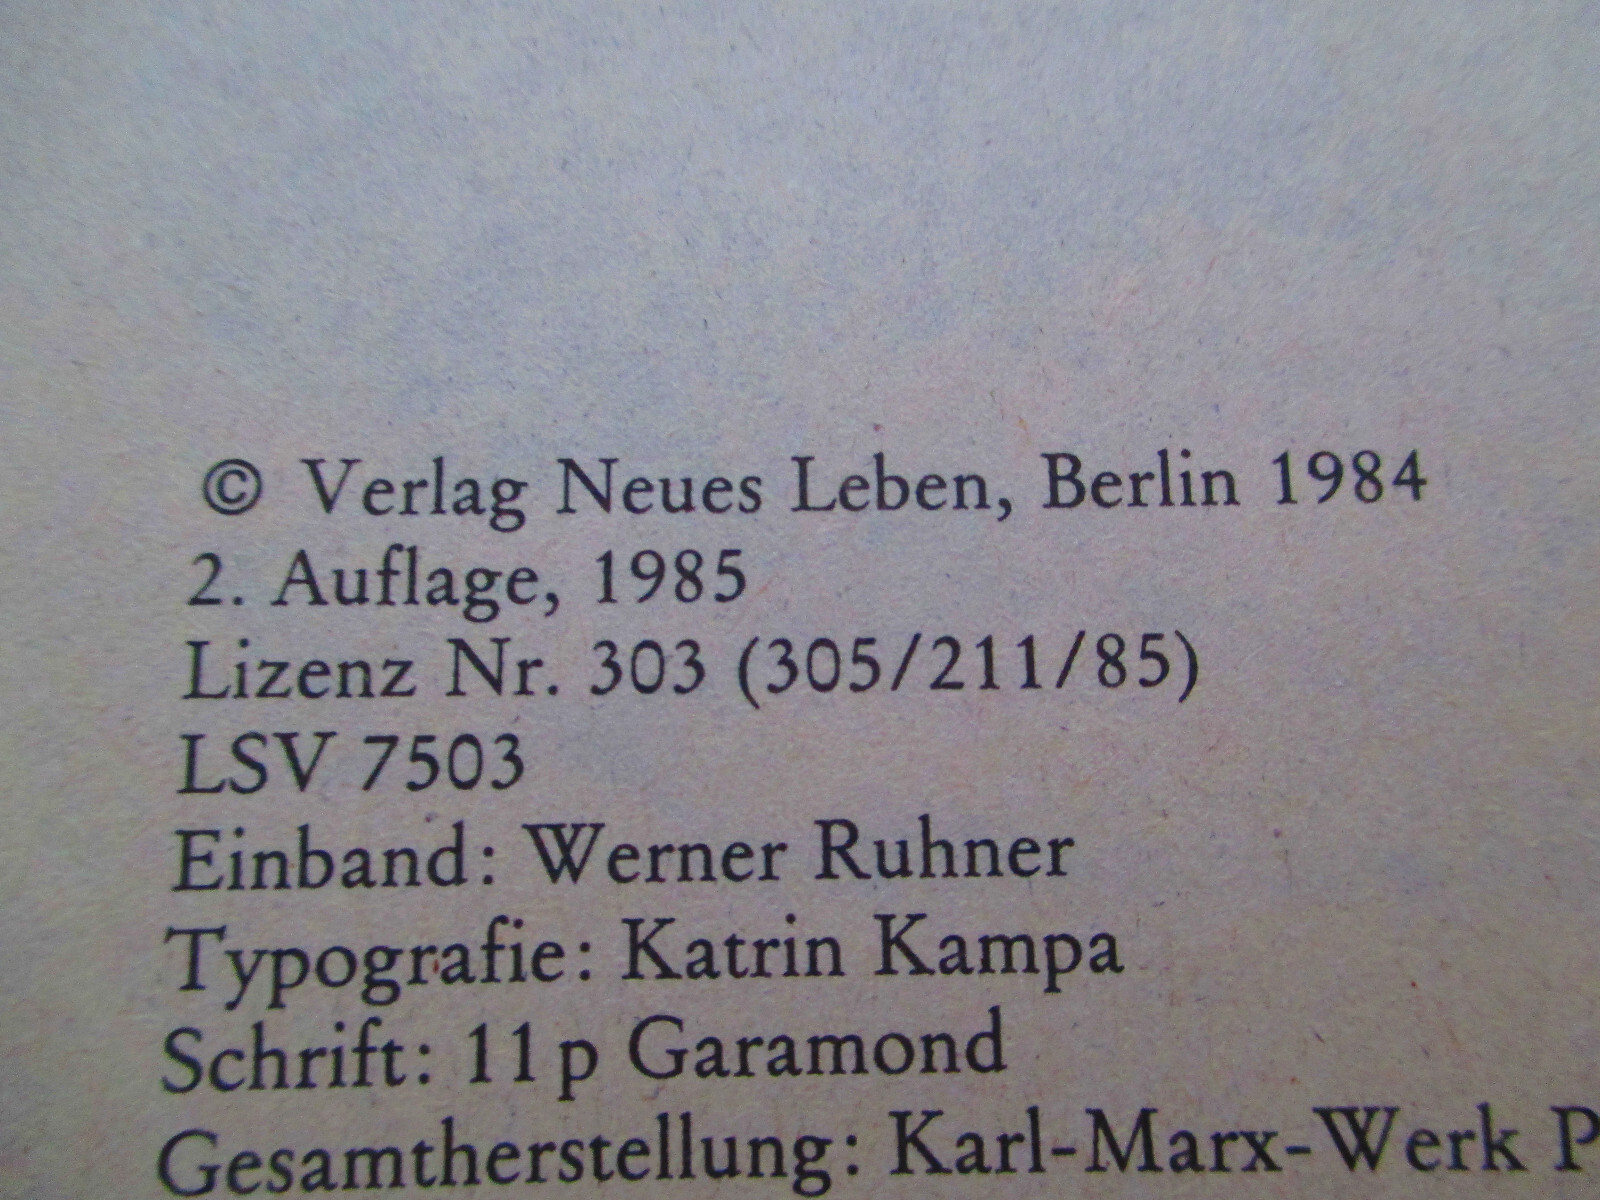 © Verlag Neues Leben, Berlin 1984
2. Auflage, 1985
Lizenz Nr. 303 (305/211/85)
LSV 7503
Einband: Werner Ruhner
Typografie: Katrin Kampa
Schrift: 11 p Garamond
Gesamtherstellung: Karl-Marx-Werk P